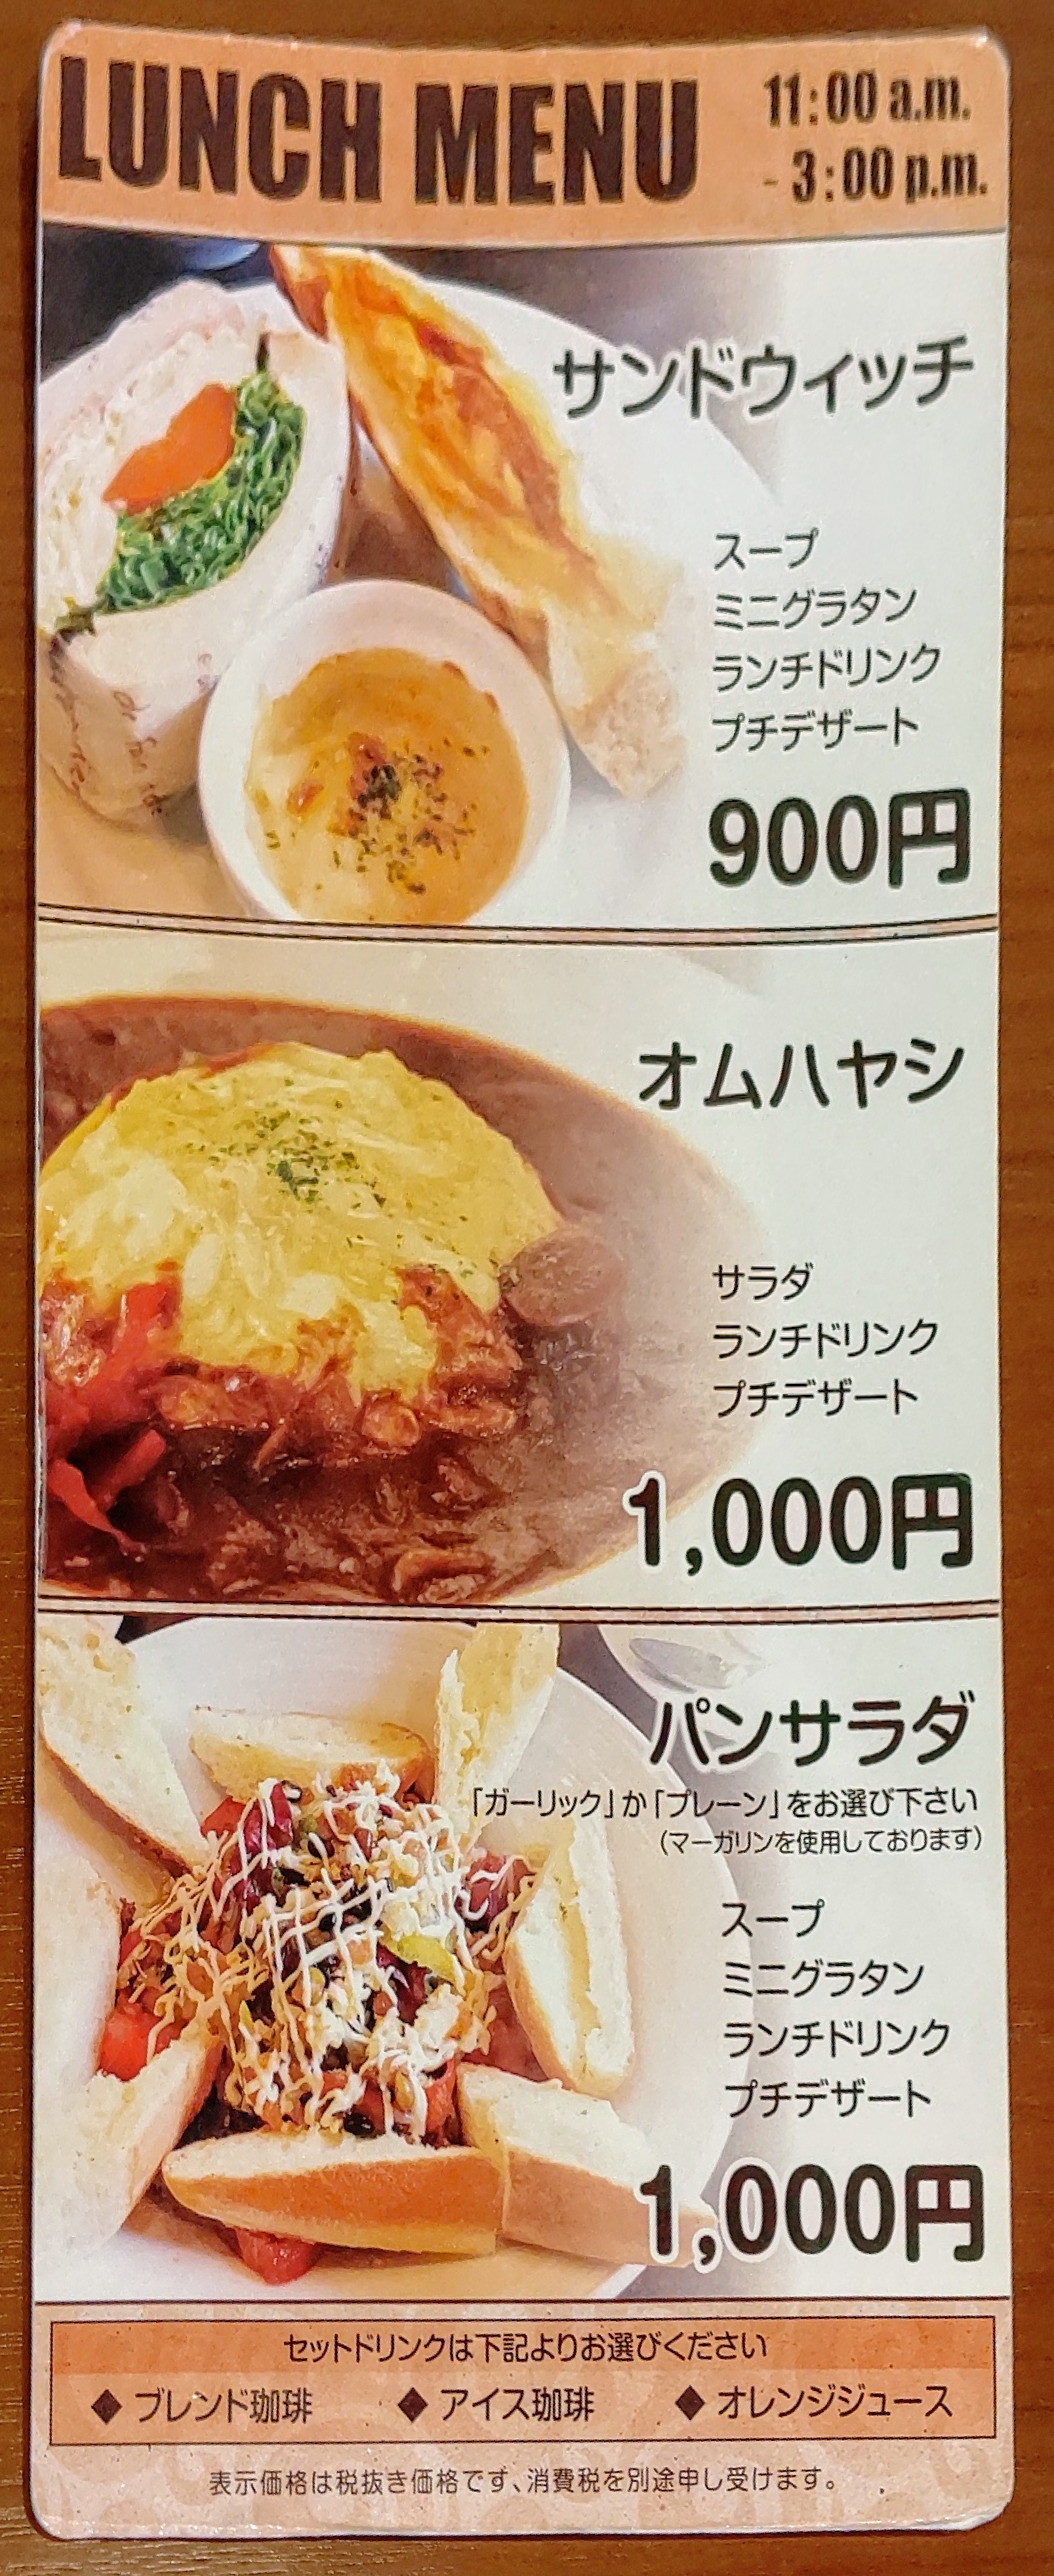 LUNCH MENU
11:00 a.m.
- 3:00 p.m.
サンドウィッチ
スープ
ミニグラタン
ランチドリンク
プチデザート
900円
オムハヤシ
サラダ
ランチドリンク
プチデザート
1,000円
パンサラダ
「ガーリック」か「プレーン」をお選び下さい
(マーガリンを使用しております)
スープ
ミニグラタン
ランチドリンク
プチデザート
1,000円
セットドリンクは下記よりお選びください
◆ ブレンド珈琲 ◆ アイス珈琲 ◆ オレンジジュース
表示価格は税抜き価格です、消費税を別途申し受けます。